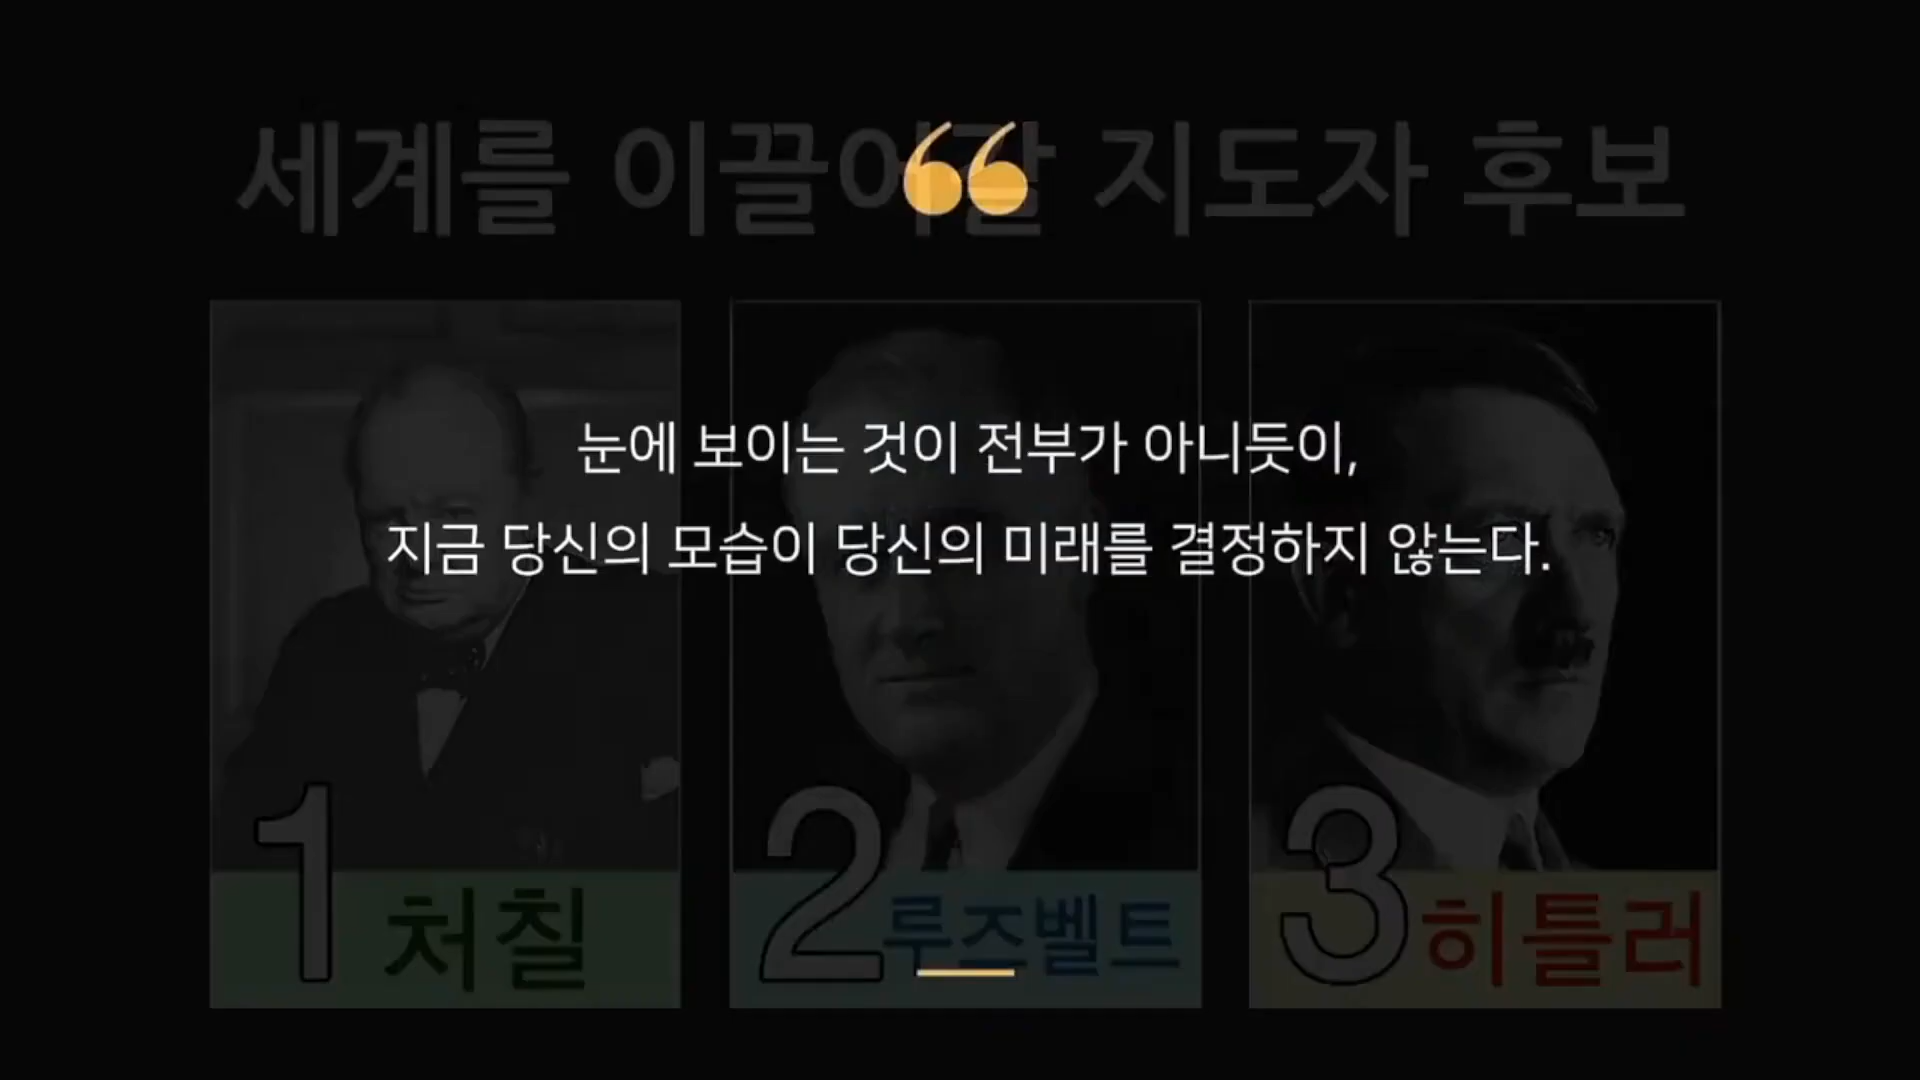 세계를 이끌어갈 지도자 후보
“
눈에 보이는 것이 전부가 아니듯이,
지금 당신의 모습이 당신의 미래를 결정하지 않는다.
1 처칠
2 루즈벨트
3 히틀러